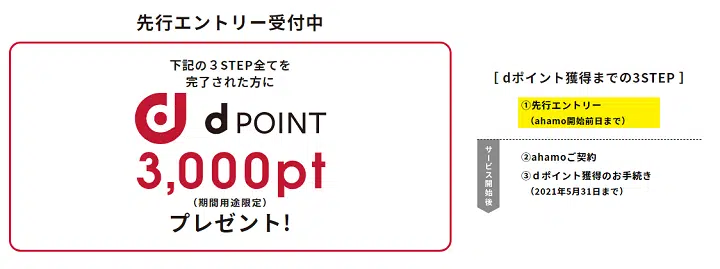 先行エントリー受付中
下記の3STEP全てを
完了された方に
d POINT
3,000pt
(期間用途限定)
プレゼント!
[ dポイント獲得までの3STEP ]
①先行エントリー
(ahamo開始前日まで)
サービス開始後
②ahamoご契約
③dポイント獲得のお手続き
(2021年5月31日まで)